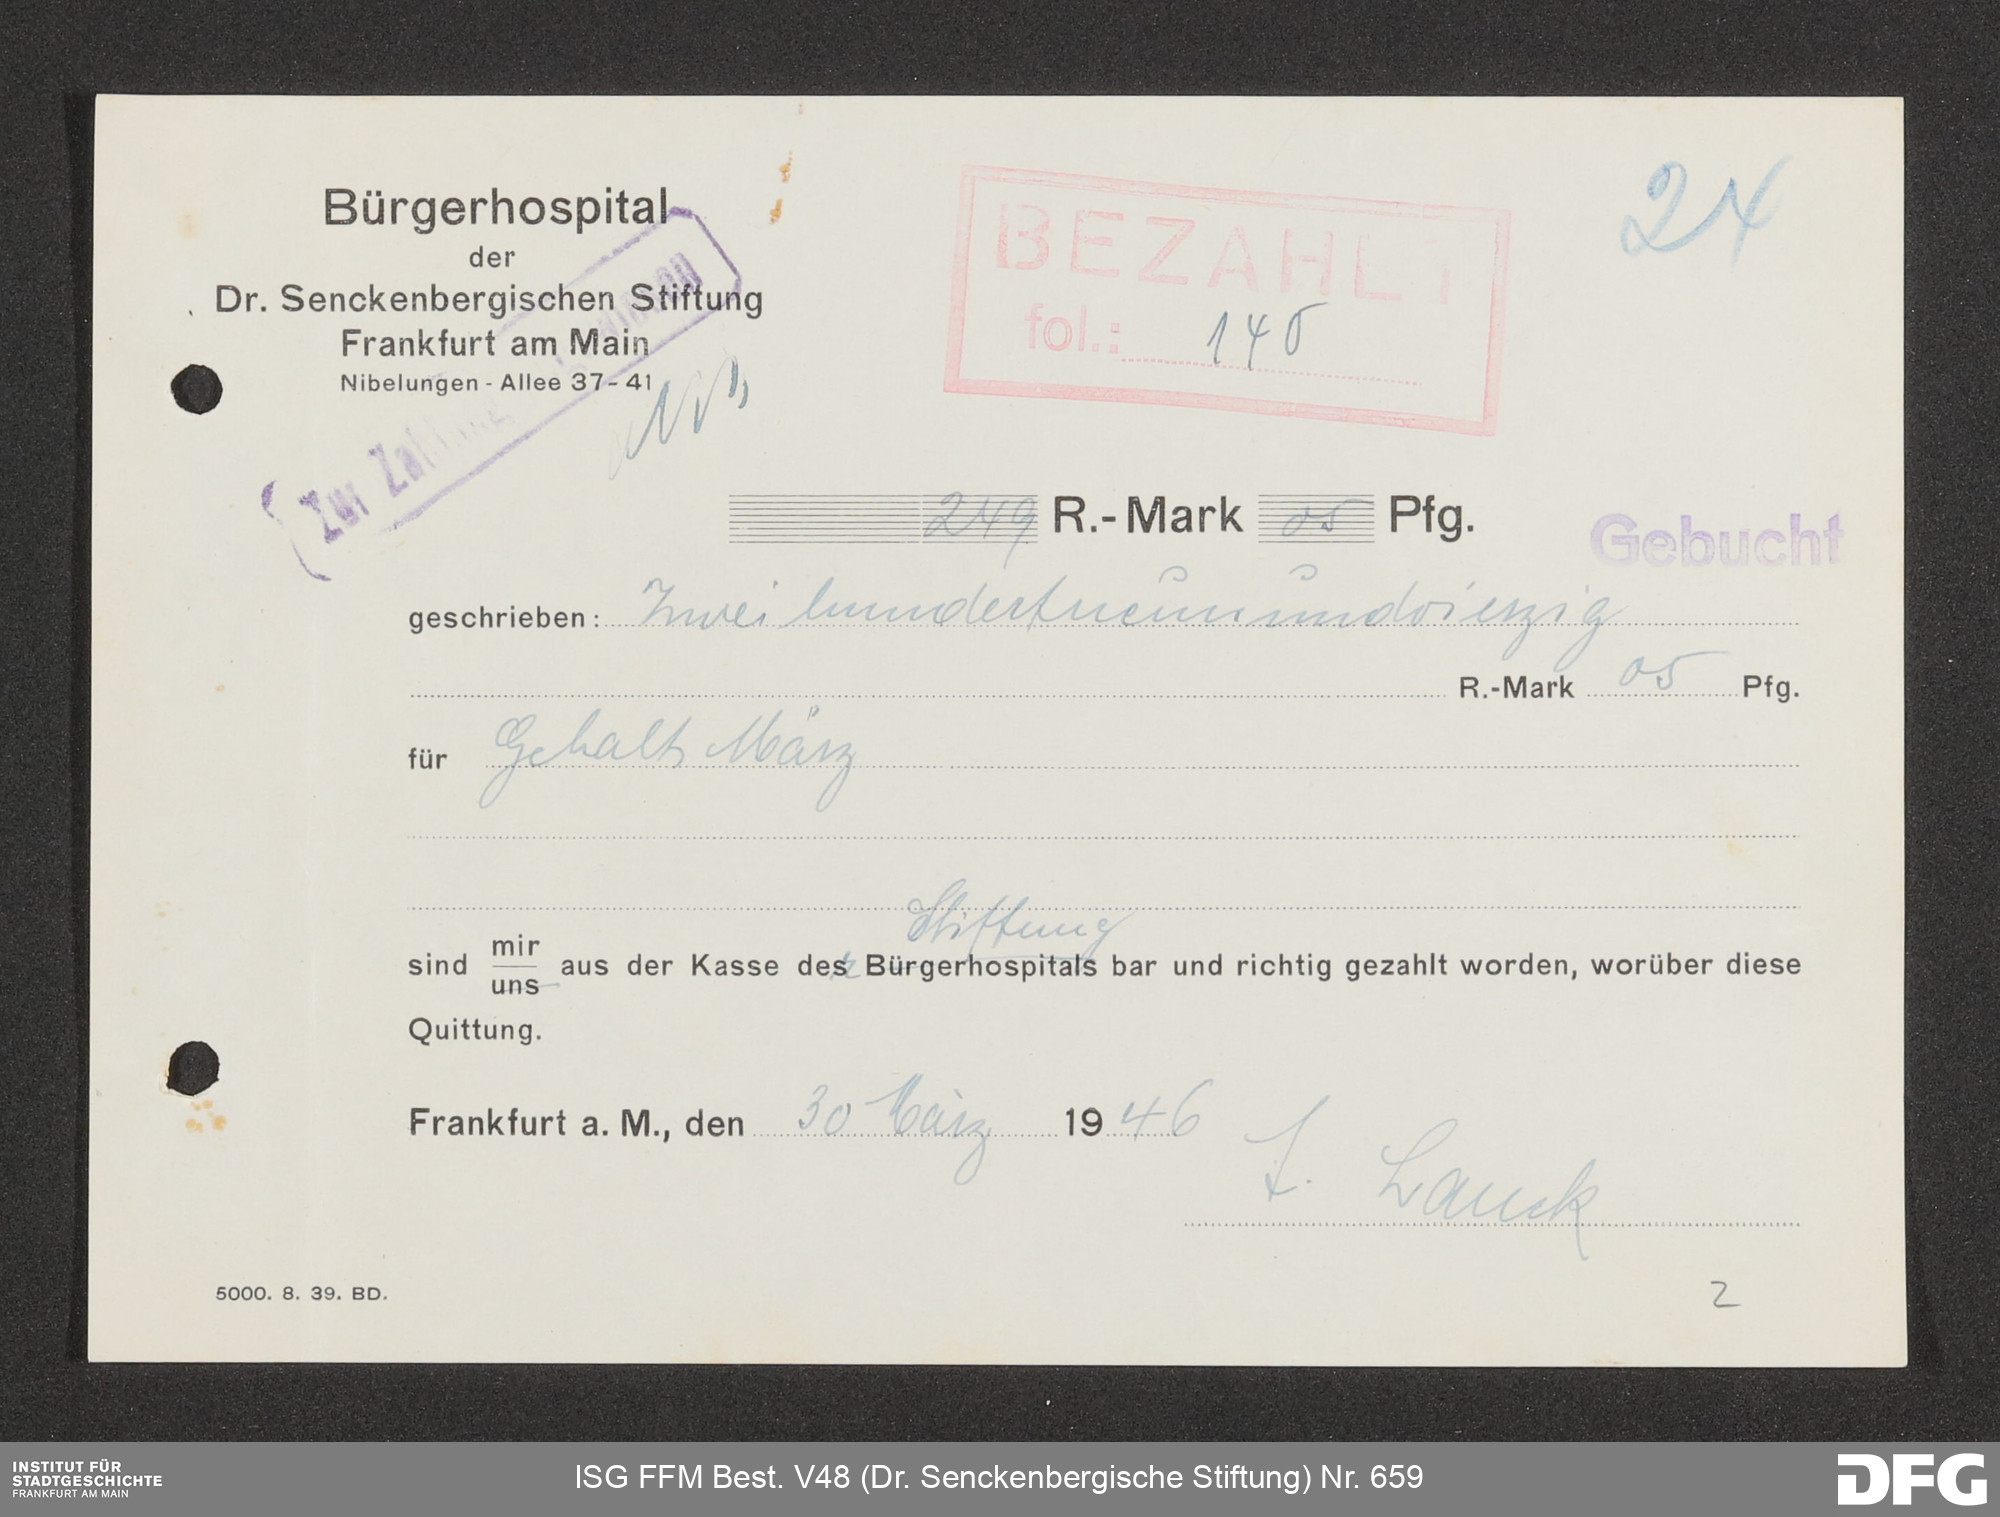 Bürgerhospital
der
Dr. Senckenbergischen Stiftung
Frankfurt am Main
Nibelungen - Allee 37-41
Zur Zahlung
BEZAHLT
fol.: 140
24
249 R.-Mark 05 Pfg.
Gebucht
geschrieben: Zweihundertneunundvierzig
R.-Mark 05 Pfg.
für Gehalt März
Stiftung
sind mir
uns aus der Kasse des Bürgerhospitals bar und richtig gezahlt worden, worüber diese
Quittung.
Frankfurt a. M., den 30 März 1946
F. Lauck
5000. 8. 39. BD.
2
INSTITUT FÜR
STADTGESCHICHTE
FRANKFURT AM MAIN
ISG FFM Best. V48 (Dr. Senckenbergische Stiftung) Nr. 659
DFG